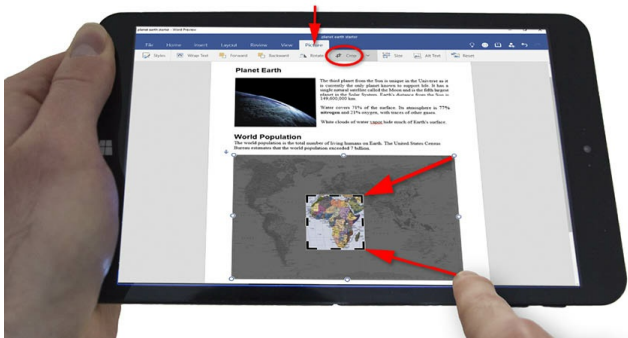 planet earth starter - Word Preview
planet earth starter
File Home Insert Layout Review View Picture
Styles Wrap Text Forward Backward Rotate Crop Size Alt Text Reset
Planet Earth
The third planet from the Sun is unique in the Universe as it
is currently the only planet known to support life. It has a
single natural satellite called the Moon and is the fifth largest
planet in the Solar System. Earth's distance from the Sun is
149,600,000 km.
Water covers 71% of the surface. Its atmosphere is 77%
nitrogen and 21% oxygen, with traces of other gases.
White clouds of water vapor hide much of Earth's surface.
World Population
The world population is the total number of living humans on Earth. The United States Census
Bureau estimates that the world population exceeded 7 billion.